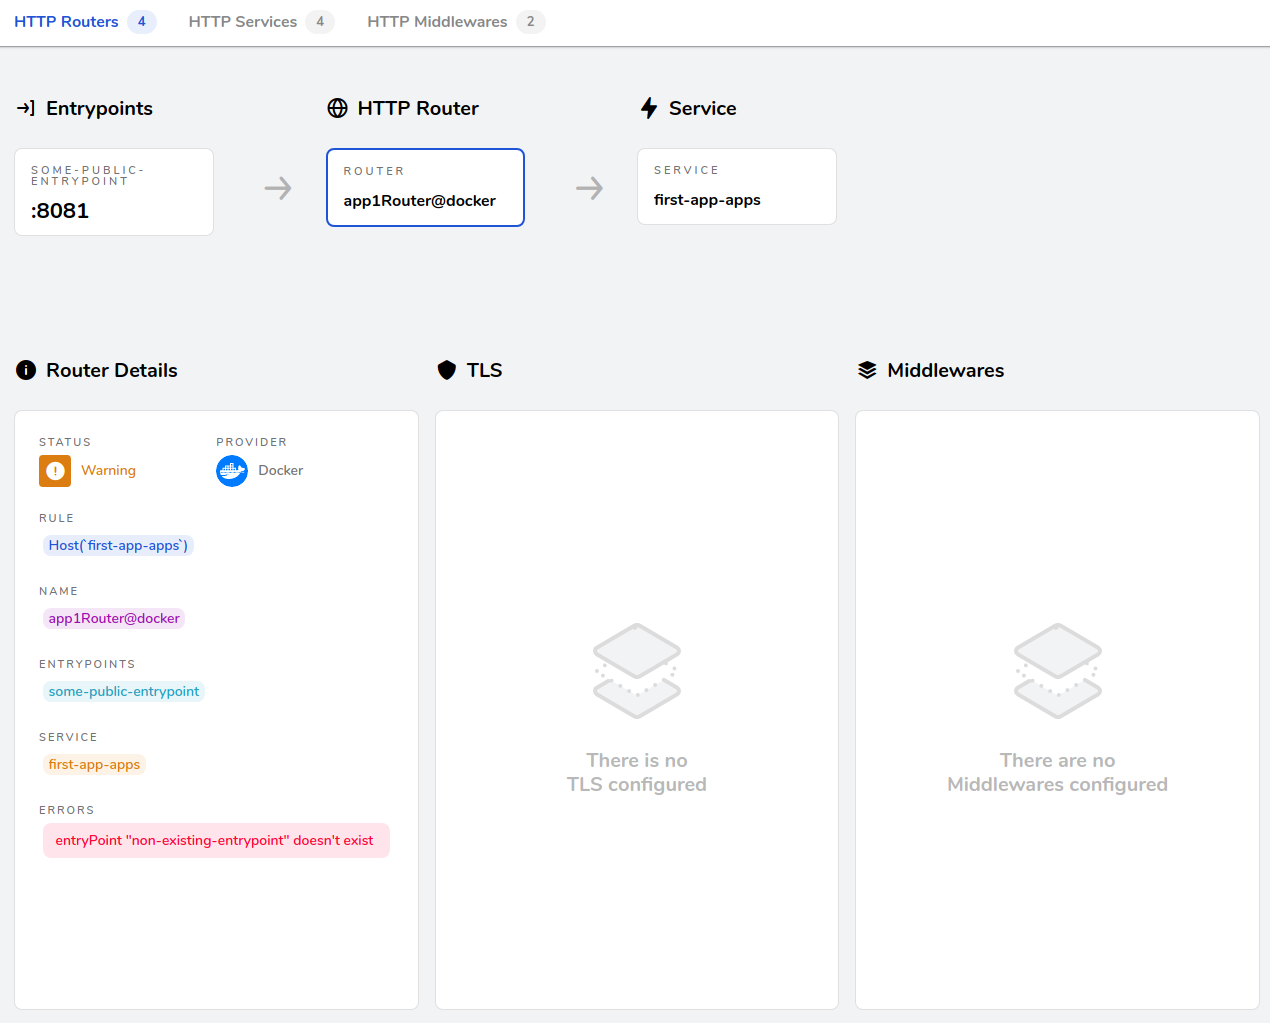 HTTP Routers 4 HTTP Services 4 HTTP Middlewares 2
Entrypoints
HTTP Router
Service
SOME-PUBLIC-
ENTRYPOINT
:8081
ROUTER
app1Router@docker
SERVICE
first-app-apps
Router Details
TLS
Middlewares
STATUS
Warning
PROVIDER
Docker
RULE
Host(`first-app-apps`)
NAME
app1Router@docker
ENTRYPOINTS
some-public-entrypoint
SERVICE
first-app-apps
ERRORS
entryPoint "non-existing-entrypoint" doesn't exist
There is no
TLS configured
There are no
Middlewares configured